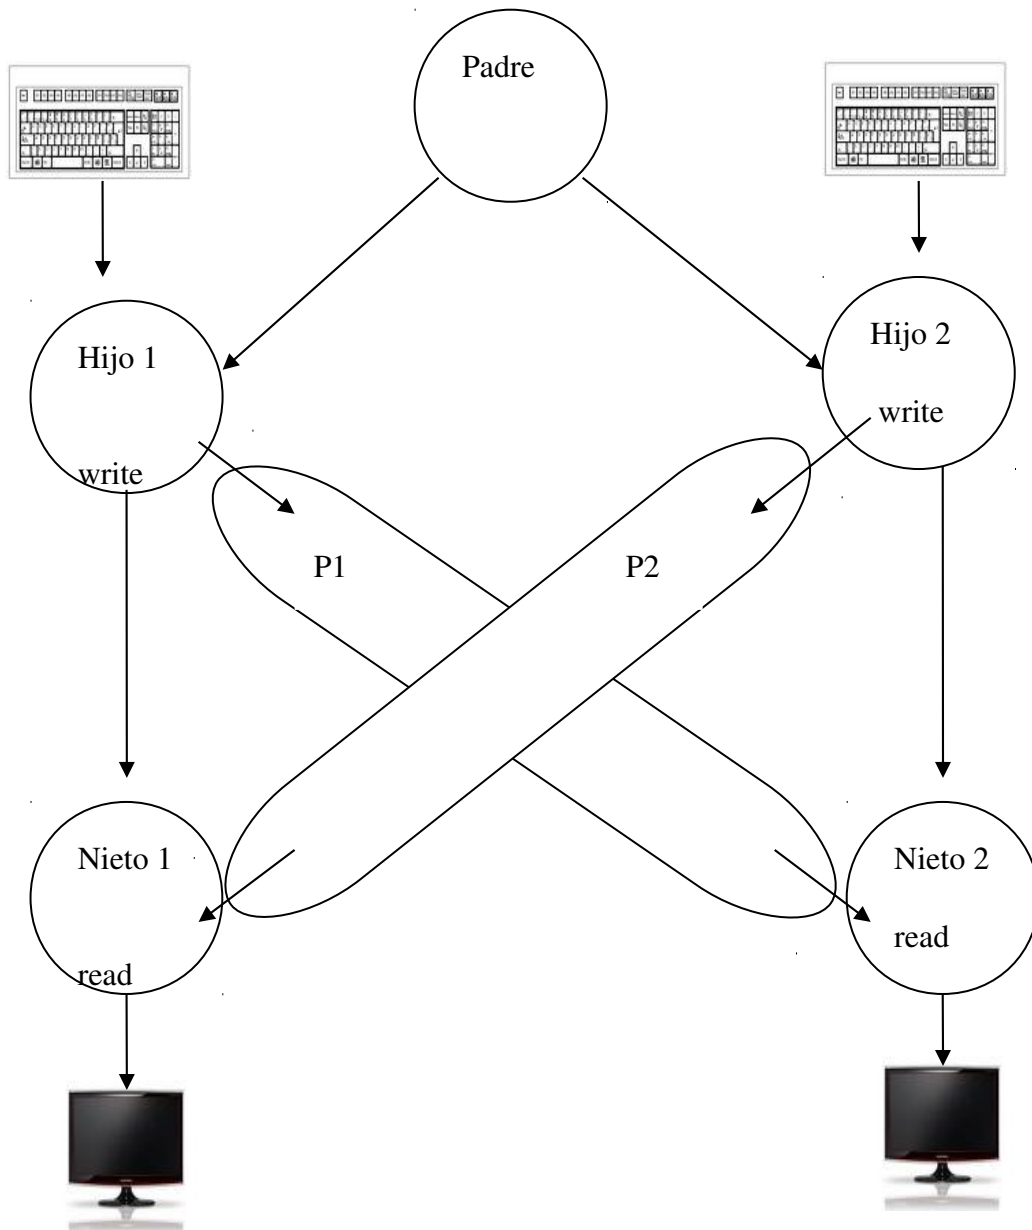 Padre
Hijo 1
write
Hijo 2
write
P1
P2
Nieto 1
read
Nieto 2
read